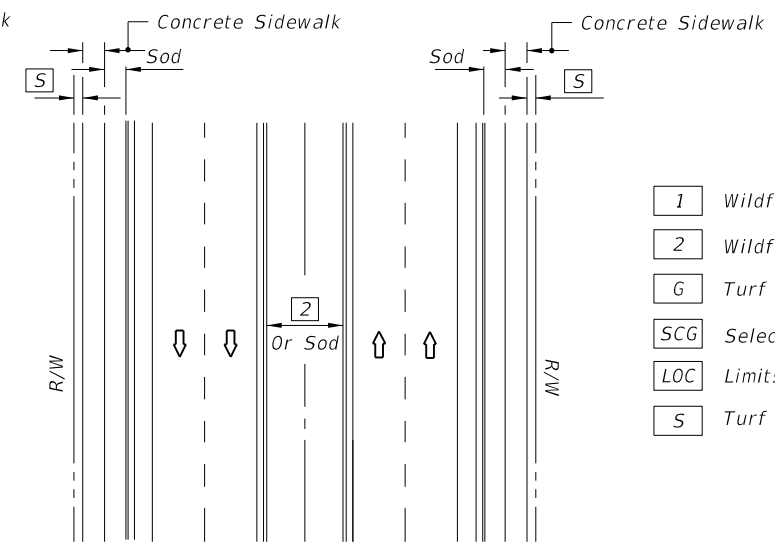 k
Concrete Sidewalk
Concrete Sidewalk
Sod
Sod
S
S
1 Wildf
2 Wildf
G Turf
2
Or Sod
SCG Selec
R/W
R/W
LOC Limits
S Turf